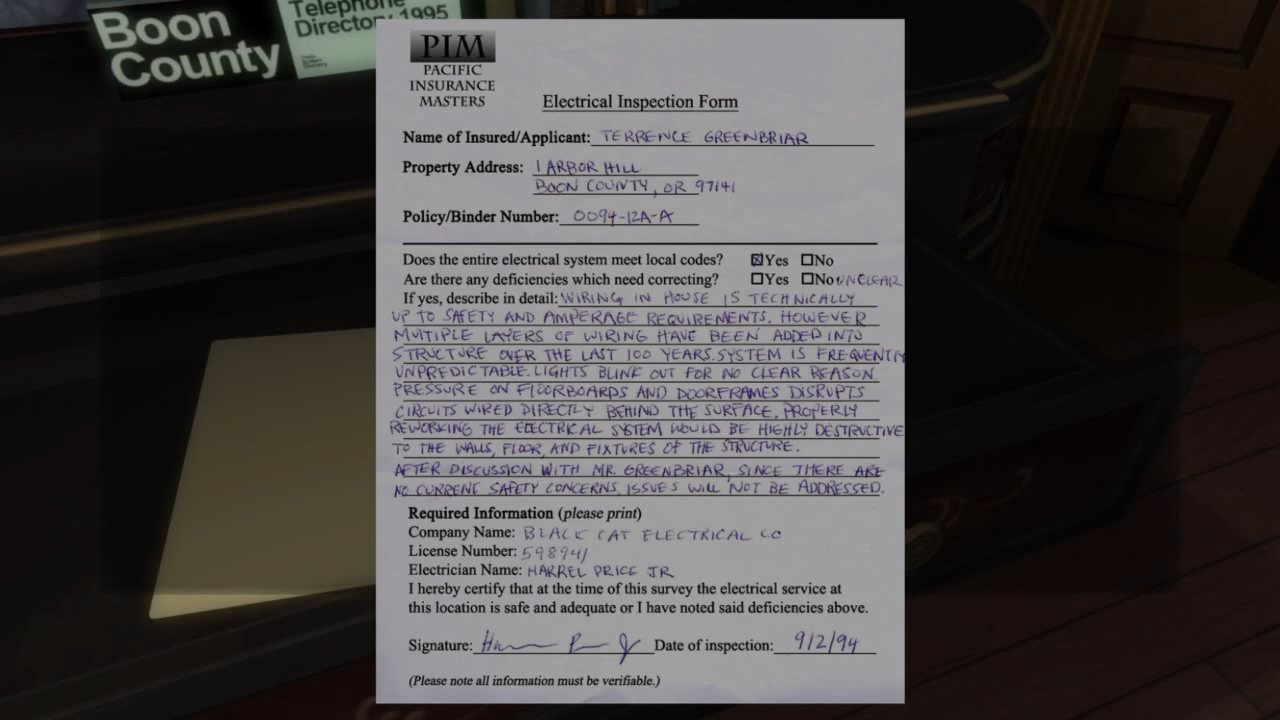 Boon
County
Telephone
Directory 1995
PIM
PACIFIC
INSURANCE
MASTERS
Electrical Inspection Form
Name of Insured/Applicant: TERRENCE GREENBRIAR
Property Address: 1 ARBOR HILL
BOON COUNTY, OR 97141
Policy/Binder Number: 0094-12A-A
Does the entire electrical system meet local codes? ☒Yes ☐No
Are there any deficiencies which need correcting? ☐Yes ☐No UNCLEAR
If yes, describe in detail: WIRING IN HOUSE IS TECHNICALLY
UP TO SAFETY AND AMPERAGE REQUIREMENTS. HOWEVER
MULTIPLE LAYERS OF WIRING HAVE BEEN ADDED INTO
STRUCTURE OVER THE LAST 100 YEARS. SYSTEM IS FREQUENTLY
UNPREDICTABLE. LIGHTS BLINK OUT FOR NO CLEAR REASON.
PRESSURE ON FLOORBOARDS AND DOORFRAMES DISRUPTS
CIRCUITS WIRED DIRECTLY BEHIND THE SURFACE. PROPERLY
REWORKING THE ELECTRICAL SYSTEM WOULD BE HIGHLY DESTRUCTIVE
TO THE WALLS, FLOOR, AND FIXTURES OF THE STRUCTURE.
AFTER DISCUSSION WITH MR. GREENBRIAR, SINCE THERE ARE
NO CURRENT SAFETY CONCERNS, ISSUES WILL NOT BE ADDRESSED.
Required Information (please print)
Company Name: BLACK CAT ELECTRICAL CO
License Number: 598941
Electrician Name: HARREL PRICE JR
I hereby certify that at the time of this survey the electrical service at
this location is safe and adequate or I have noted said deficiencies above.
Signature: Date of inspection: 9/2/94
(Please note all information must be verifiable.)